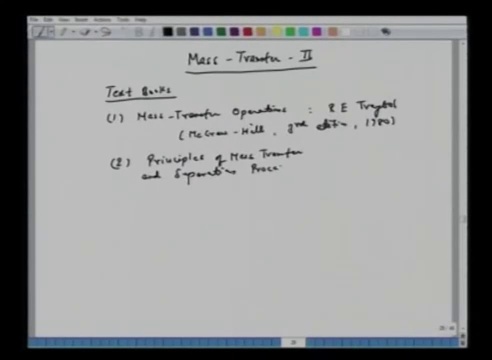 Mass-Transfer-II
Text Books
(1) Mass-Transfer Operations : R E Treybal
(McGraw-Hill, 3rd edition, 1980)
(2) Principles of Mass Transfer
and Separation Proce